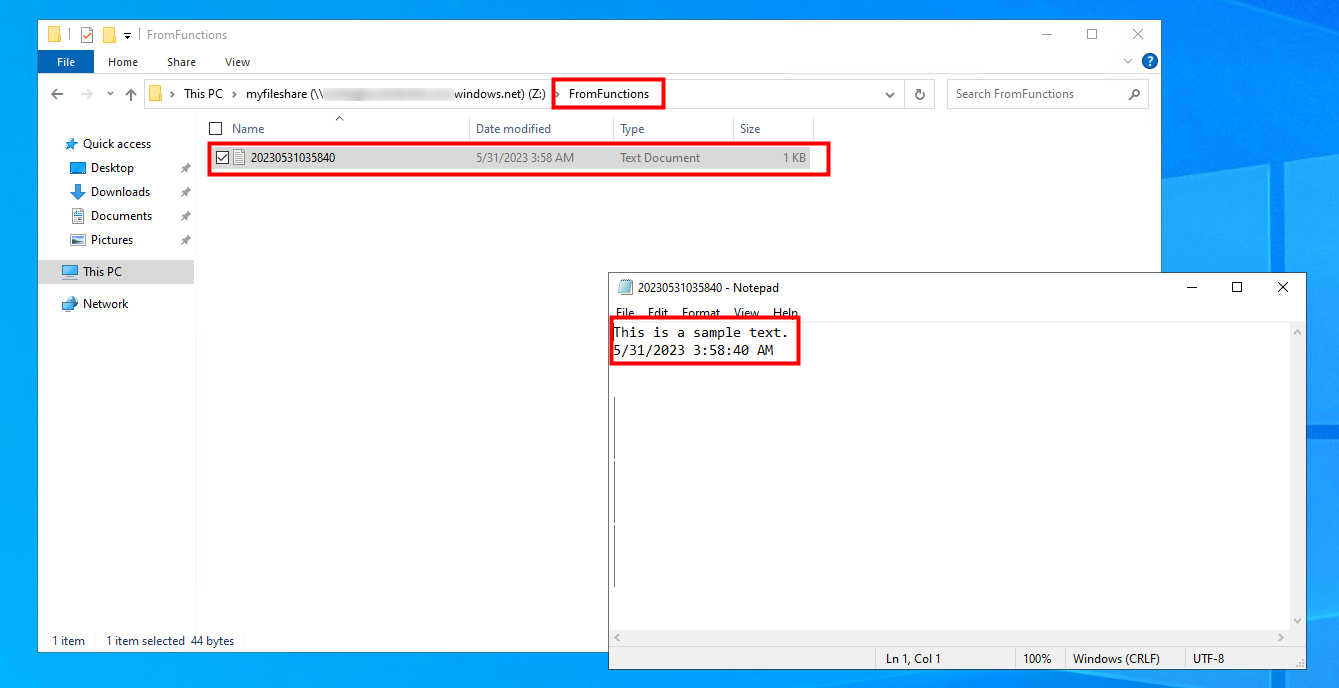 FromFunctions
File Home Share View
This PC myfileshare (\\ windows.net) (Z:) FromFunctions
Search FromFunctions
Name Date modified Type Size
20230531035840 5/31/2023 3:58 AM Text Document 1 KB
Quick access
Desktop
Downloads
Documents
Pictures
This PC
Network
1 item 1 item selected 44 bytes
20230531035840 - Notepad
File Edit Format View Help
This is a sample text.
5/31/2023 3:58:40 AM
Ln 1, Col 1 100% Windows (CRLF) UTF-8